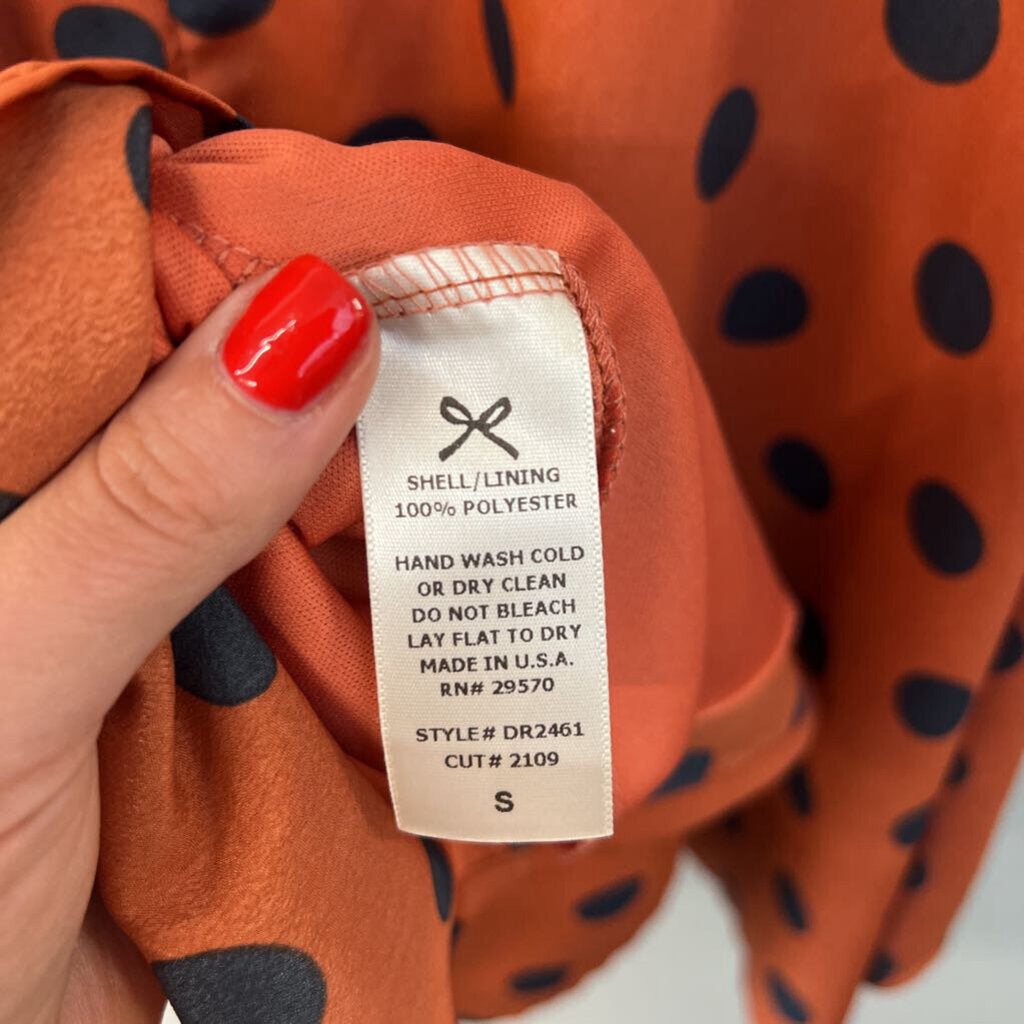 SHELL/LINING
100% POLYESTER
HAND WASH COLD
OR DRY CLEAN
DO NOT BLEACH
LAY FLAT TO DRY
MADE IN U.S.A.
RN# 29570
STYLE# DR2461
CUT# 2109
S